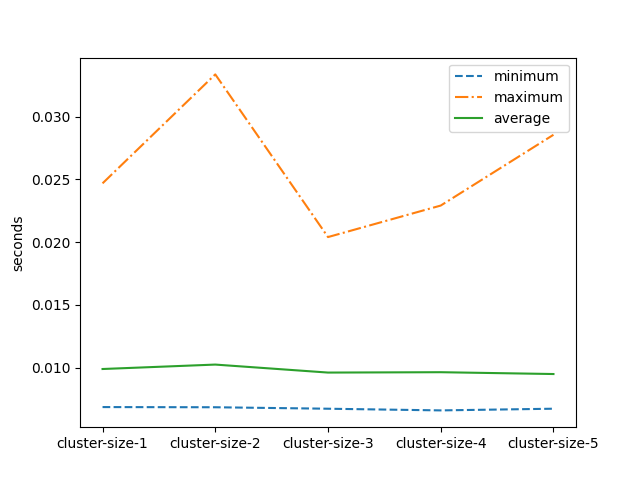 minimum
maximum
average
0.030
0.025
0.020
0.015
0.010
seconds
cluster-size-1 cluster-size-2 cluster-size-3 cluster-size-4 cluster-size-5